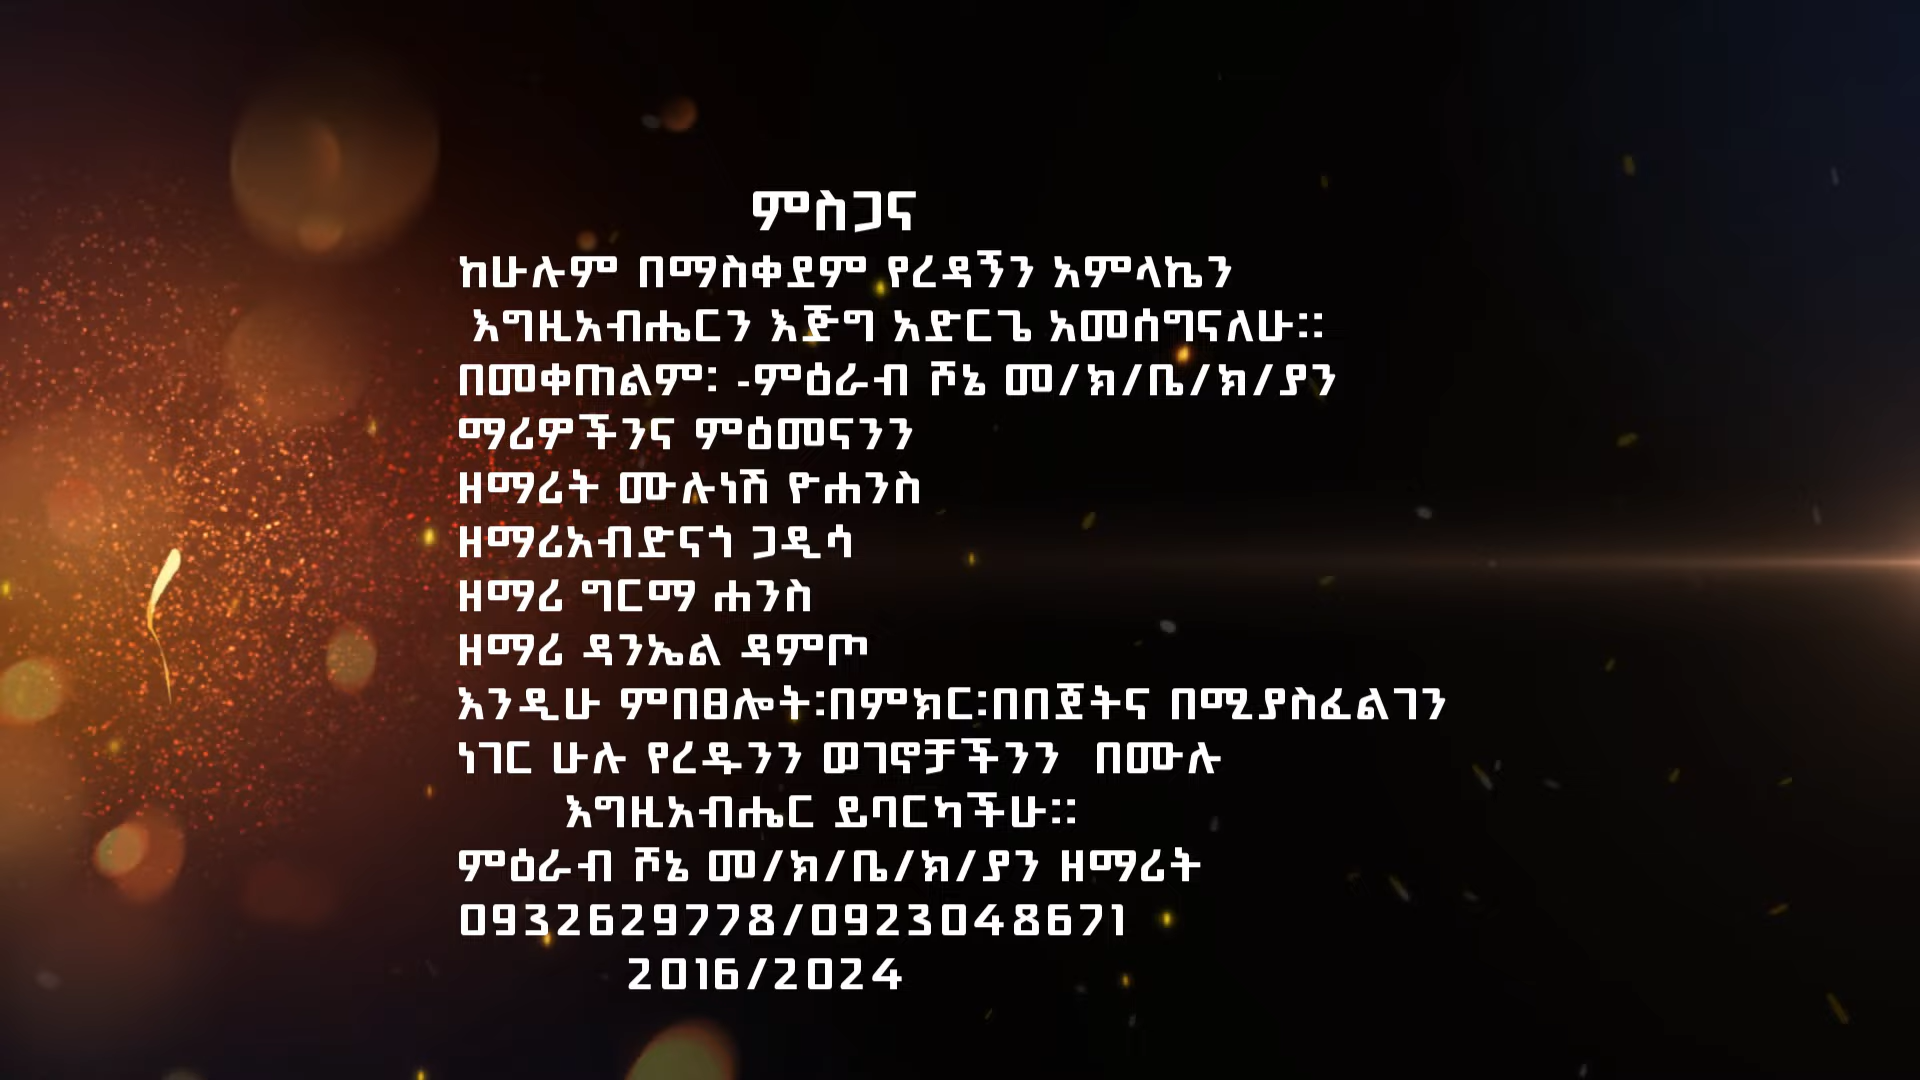 ምስጋና
ከሁሉም በማስቀደም የረዳኝን አምላኬን
እግዚአብሔርን እጅግ አድርጌ አመሰግናለሁ፡፡
በመቀጠልም፡ -ምዕራብ ሾኔ መ/ክ/ቤ/ክ/ያን
ማሪዎችንና ምዕመናንን
ዘማሪት ሙሉነሽ ዮሐንስ
ዘማሪአብድናጎ ጋዲሳ
ዘማሪ ግርማ ሐንስ
ዘማሪ ዳንኤል ዳምጦ
እንዲሁ ምበፀሎት፡በምክር፡በበጀትና በሚያስፈልገን
ነገር ሁሉ የረዱንን ወገኖቻችንን በሙሉ
እግዚአብሔር ይባርካችሁ፡፡
ምዕራብ ሾኔ መ/ክ/ቤ/ክ/ያን ዘማሪት
0932629778/0923048671
2016/2024